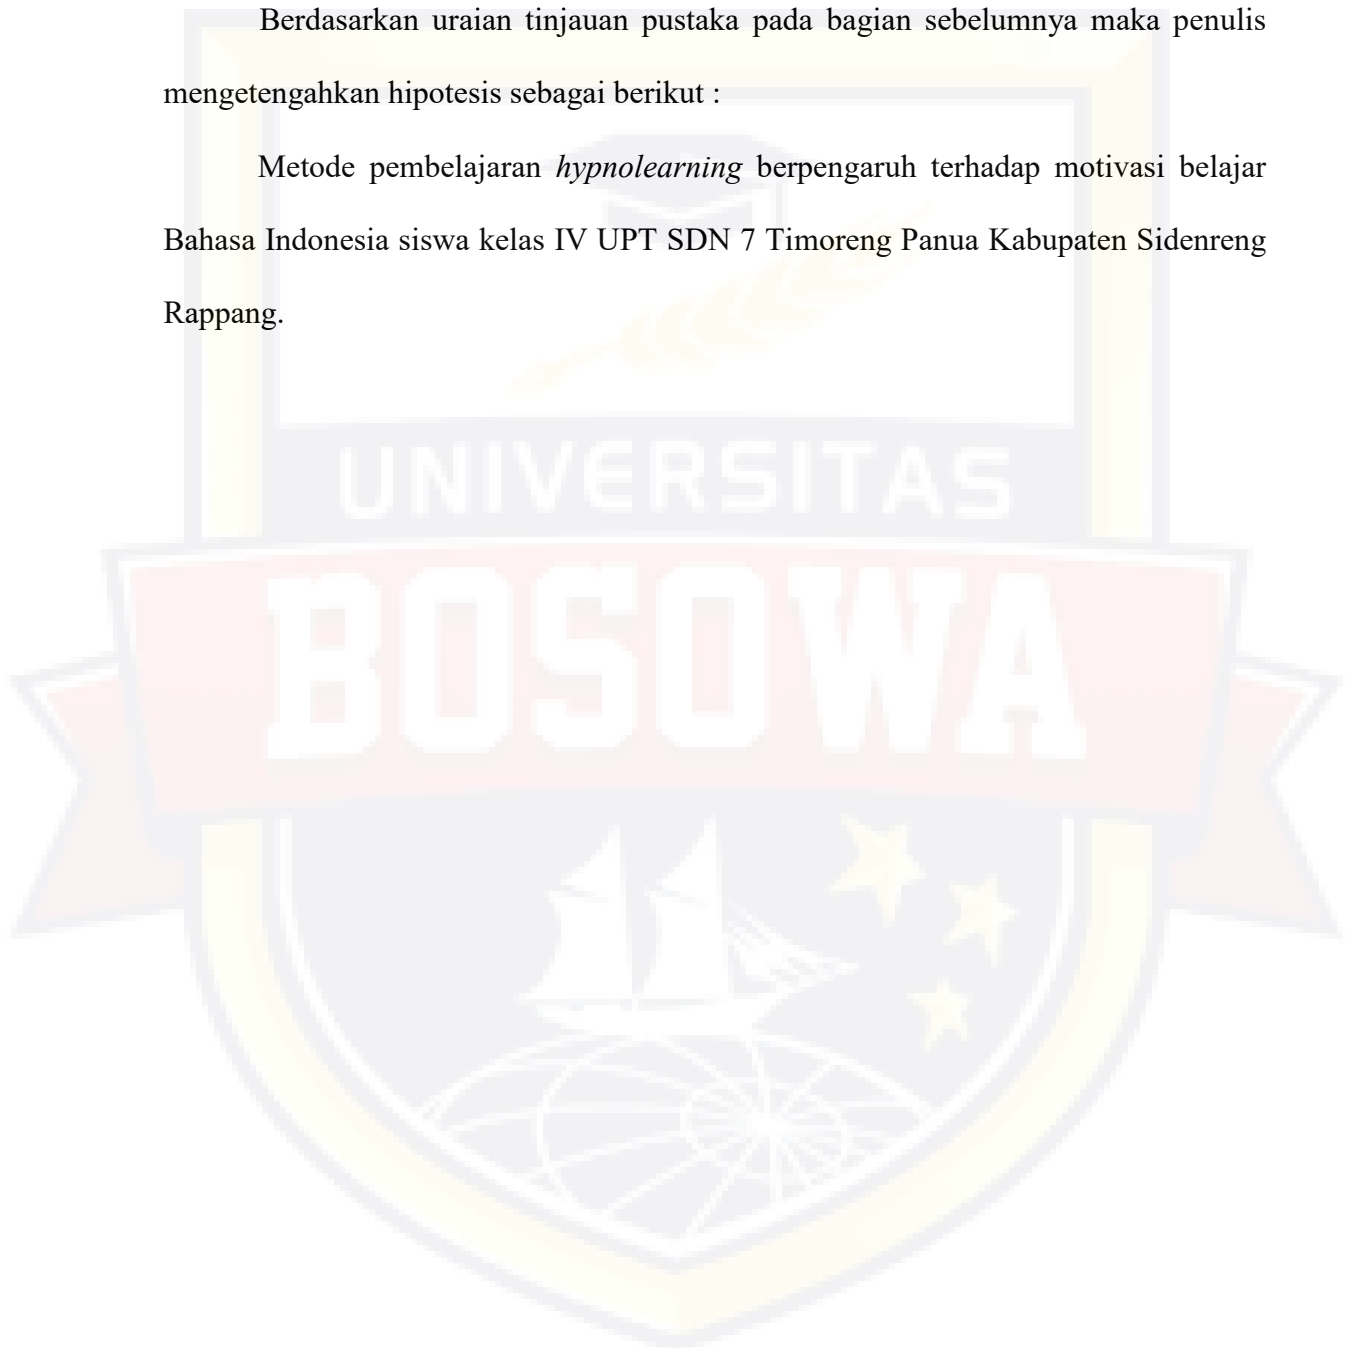 Berdasarkan uraian tinjauan pustaka pada bagian sebelumnya maka penulis
mengetengahkan hipotesis sebagai berikut :
Metode pembelajaran hypnolearning berpengaruh terhadap motivasi belajar
Bahasa Indonesia siswa kelas IV UPT SDN 7 Timoreng Panua Kabupaten Sidenreng
Rappang.
UNIVERSITAS
BOSOWA